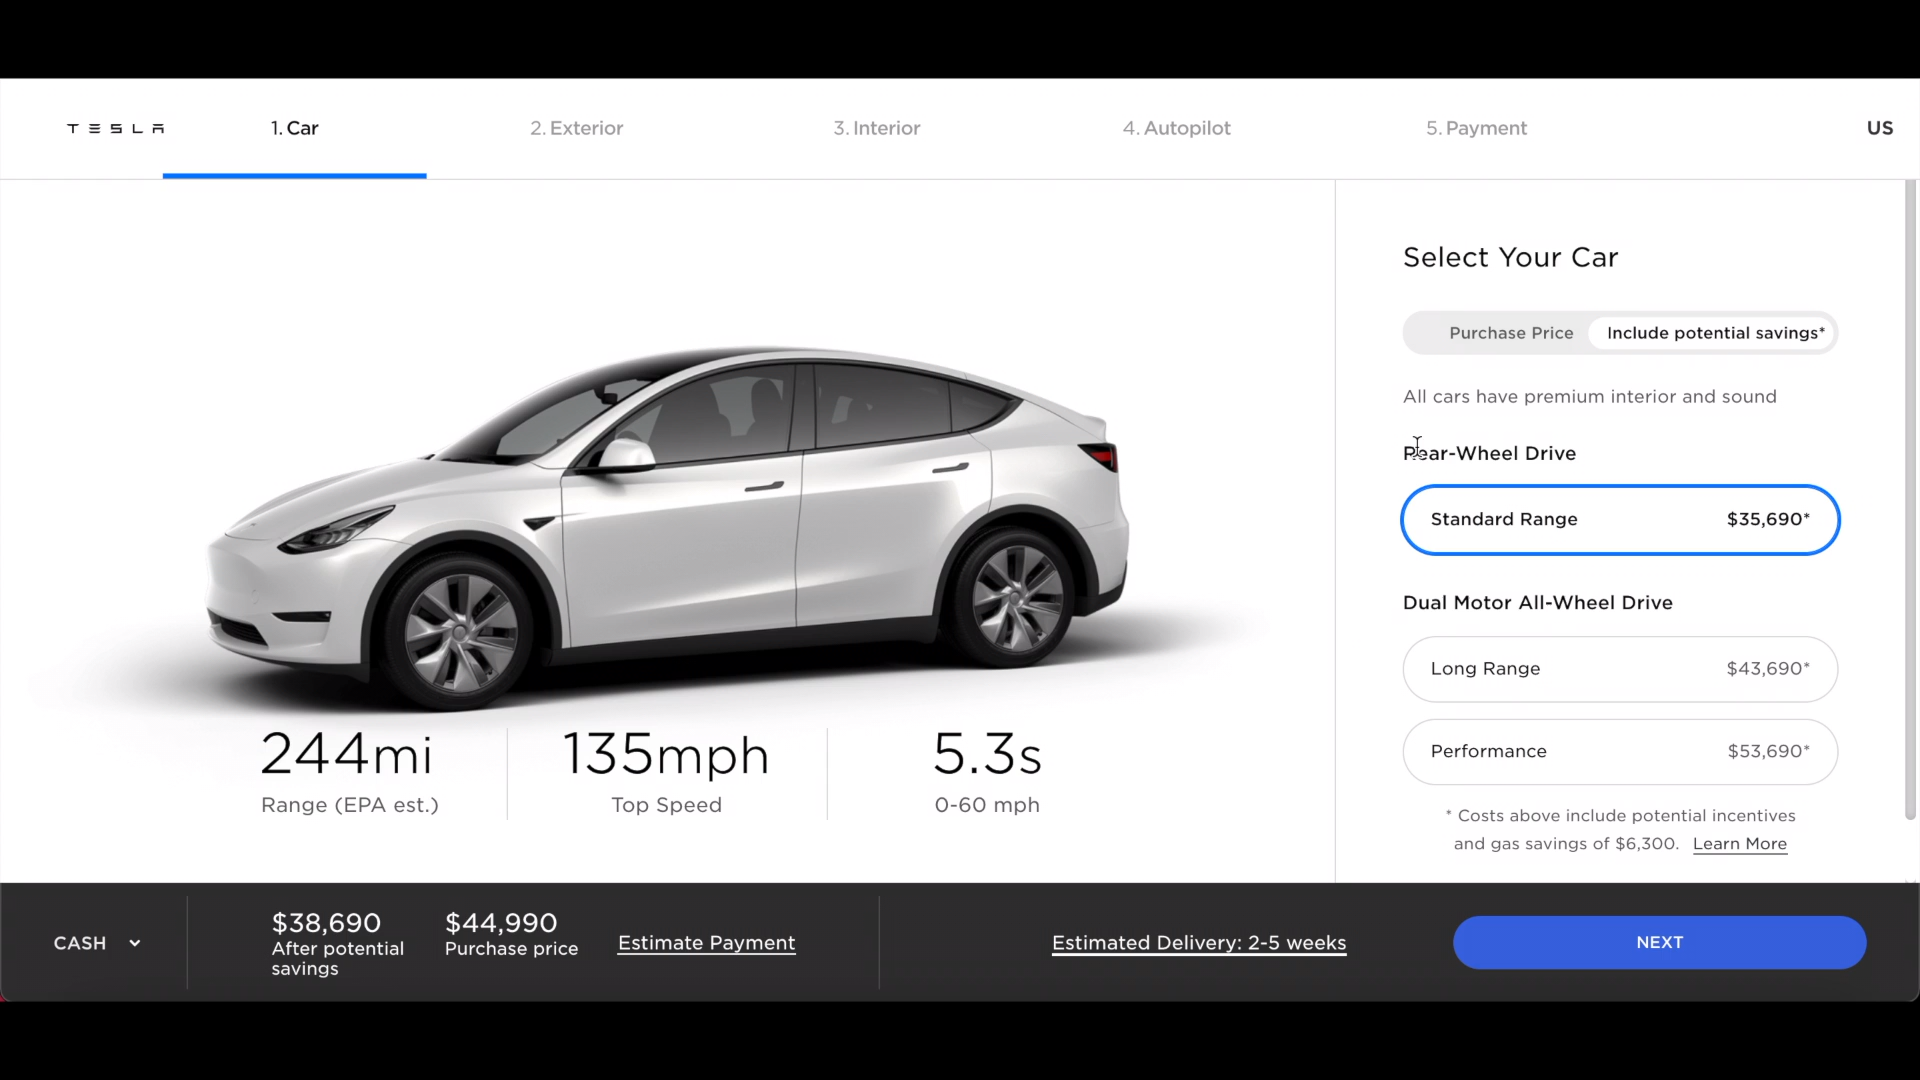 TESLA
1. Car
2. Exterior
3. Interior
4. Autopilot
5. Payment
US
Select Your Car
Purchase Price
Include potential savings*
All cars have premium interior and sound
Rear-Wheel Drive
Standard Range $35,690*
Dual Motor All-Wheel Drive
Long Range $43,690*
Performance $53,690*
* Costs above include potential incentives
and gas savings of $6,300. Learn More
244mi
Range (EPA est.)
135mph
Top Speed
5.3s
0-60 mph
CASH
$38,690
After potential
savings
$44,990
Purchase price
Estimate Payment
Estimated Delivery: 2-5 weeks
NEXT